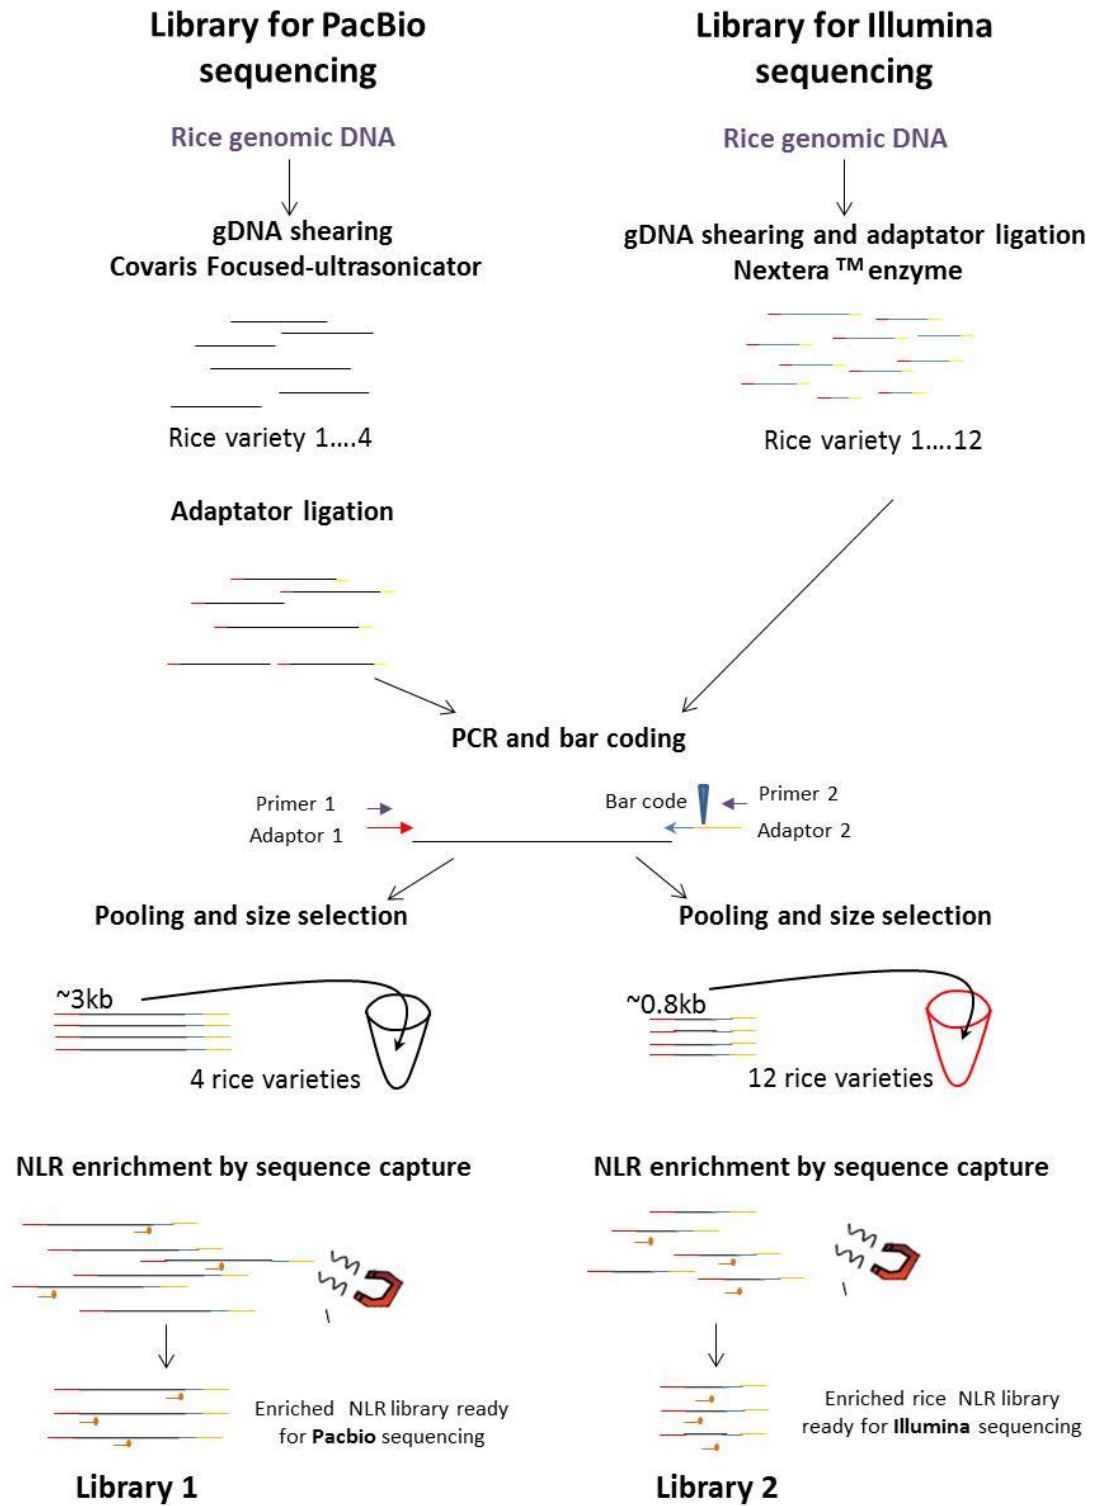 Library for PacBio
sequencing
Library for Illumina
sequencing
Rice genomic DNA
Rice genomic DNA
gDNA shearing
Covaris Focused-ultrasonicator
gDNA shearing and adaptator ligation
Nextera TM enzyme
Rice variety 1....4
Rice variety 1....12
Adaptator ligation
PCR and bar coding
Primer 1
Adaptor 1
Bar code
Primer 2
Adaptor 2
Pooling and size selection
Pooling and size selection
~3kb
4 rice varieties
~0.8kb
12 rice varieties
NLR enrichment by sequence capture
NLR enrichment by sequence capture
Enriched NLR library ready
for Pacbio sequencing
Enriched rice NLR library
ready for Illumina sequencing
Library 1
Library 2